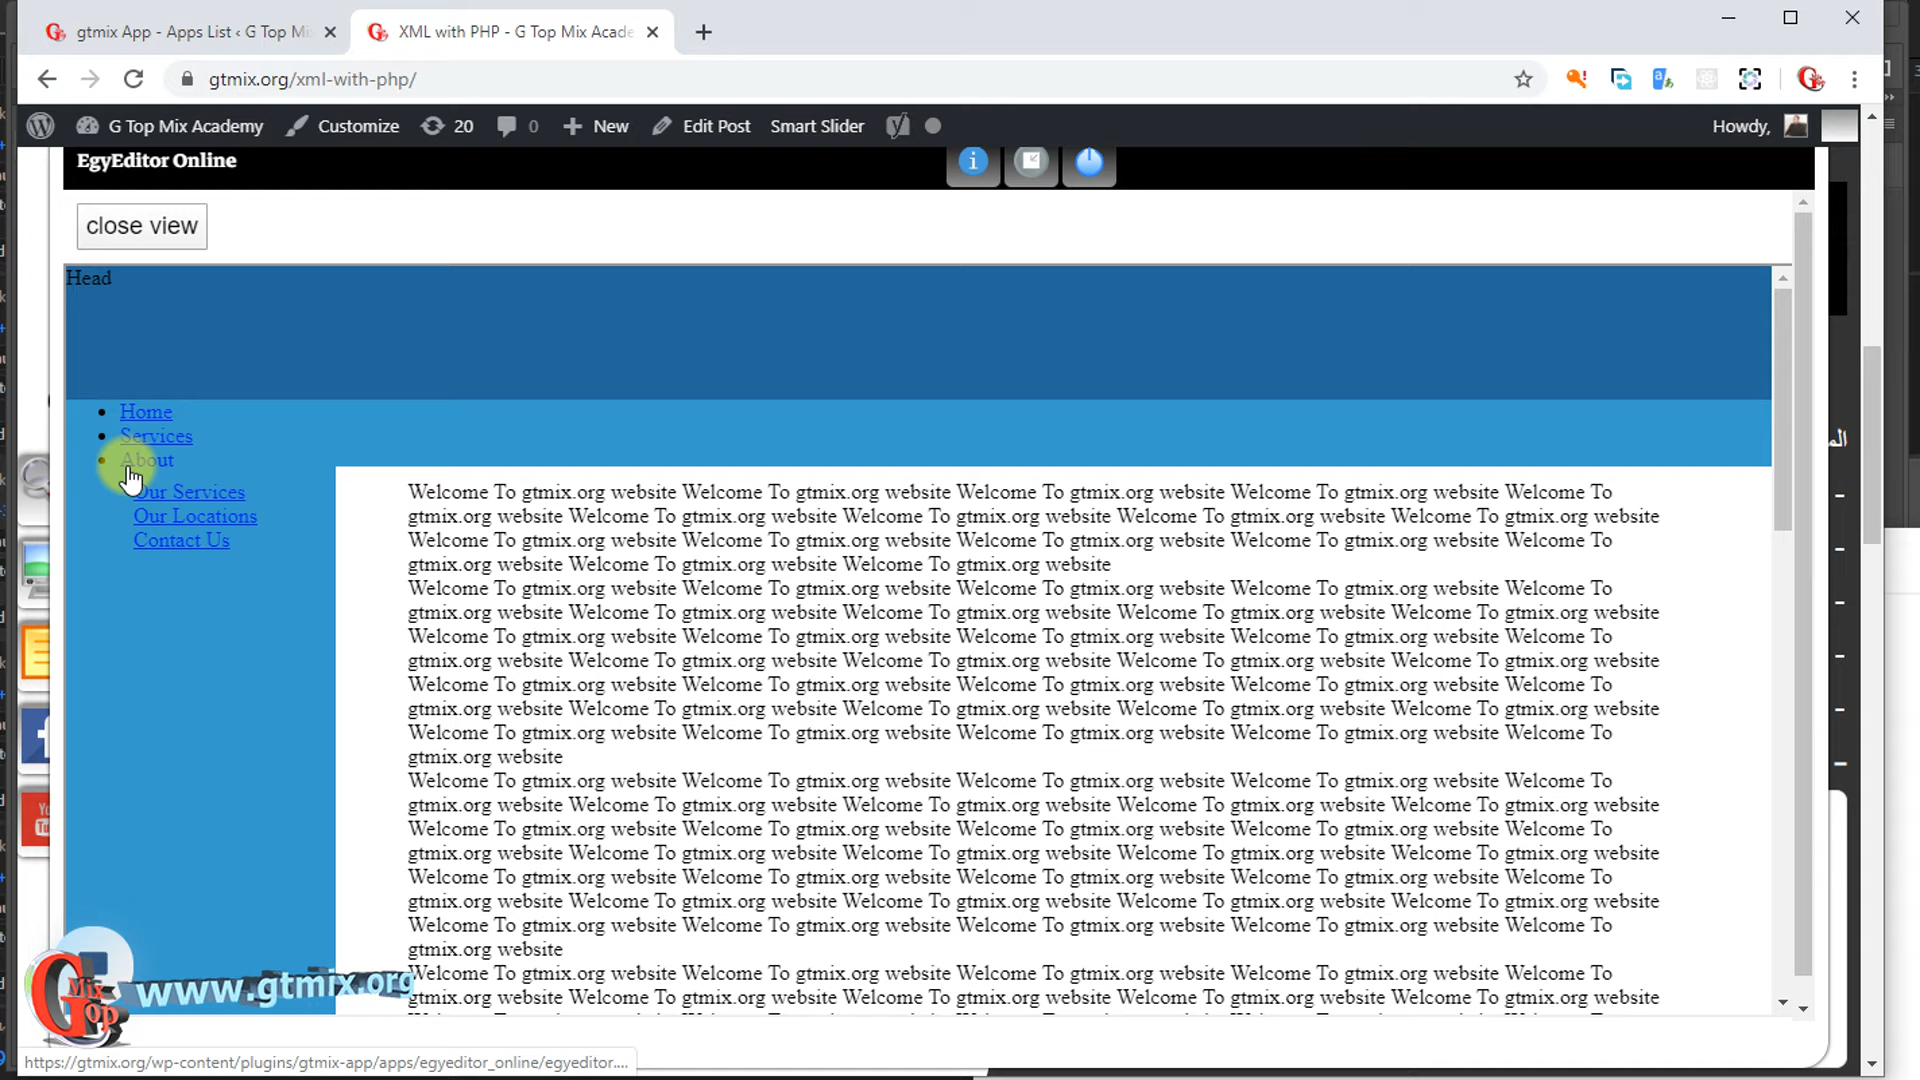 gtmix App - Apps List ‹ G Top Mi
XML with PHP - G Top Mix Acade
gtmix.org/xml-with-php/
G Top Mix Academy
Customize
20
0
New
Edit Post
Smart Slider
Howdy,
EgyEditor Online
close view
Head
Home
Services
About
Our Services
Our Locations
Contact Us
Welcome To gtmix.org website Welcome To gtmix.org website Welcome To gtmix.org website Welcome To gtmix.org website Welcome To
gtmix.org website Welcome To gtmix.org website Welcome To gtmix.org website Welcome To gtmix.org website Welcome To gtmix.org website
Welcome To gtmix.org website Welcome To gtmix.org website Welcome To gtmix.org website Welcome To gtmix.org website Welcome To
gtmix.org website Welcome To gtmix.org website Welcome To gtmix.org website
Welcome To gtmix.org website Welcome To gtmix.org website Welcome To gtmix.org website Welcome To gtmix.org website Welcome To
gtmix.org website Welcome To gtmix.org website Welcome To gtmix.org website Welcome To gtmix.org website Welcome To gtmix.org website
Welcome To gtmix.org website Welcome To gtmix.org website Welcome To gtmix.org website Welcome To gtmix.org website Welcome To
gtmix.org website Welcome To gtmix.org website Welcome To gtmix.org website Welcome To gtmix.org website Welcome To gtmix.org website
Welcome To gtmix.org website Welcome To gtmix.org website Welcome To gtmix.org website Welcome To gtmix.org website Welcome To
gtmix.org website Welcome To gtmix.org website Welcome To gtmix.org website Welcome To gtmix.org website Welcome To gtmix.org website
Welcome To gtmix.org website Welcome To gtmix.org website Welcome To gtmix.org website Welcome To gtmix.org website Welcome To
gtmix.org website
Welcome To gtmix.org website Welcome To gtmix.org website Welcome To gtmix.org website Welcome To gtmix.org website Welcome To
gtmix.org website Welcome To gtmix.org website Welcome To gtmix.org website Welcome To gtmix.org website Welcome To gtmix.org website
Welcome To gtmix.org website Welcome To gtmix.org website Welcome To gtmix.org website Welcome To gtmix.org website Welcome To
gtmix.org website Welcome To gtmix.org website Welcome To gtmix.org website Welcome To gtmix.org website Welcome To gtmix.org website
Welcome To gtmix.org website Welcome To gtmix.org website Welcome To gtmix.org website Welcome To gtmix.org website Welcome To
gtmix.org website Welcome To gtmix.org website Welcome To gtmix.org website Welcome To gtmix.org website Welcome To gtmix.org website
Welcome To gtmix.org website Welcome To gtmix.org website Welcome To gtmix.org website Welcome To gtmix.org website Welcome To
gtmix.org website
Welcome To gtmix.org website Welcome To gtmix.org website Welcome To gtmix.org website Welcome To gtmix.org website Welcome To
gtmix.org website Welcome To gtmix.org website Welcome To gtmix.org website Welcome To gtmix.org website Welcome To gtmix.org website
Mix
Top
www.gtmix.org
https://gtmix.org/wp-content/plugins/gtmix-app/apps/egyeditor_online/egyeditor....